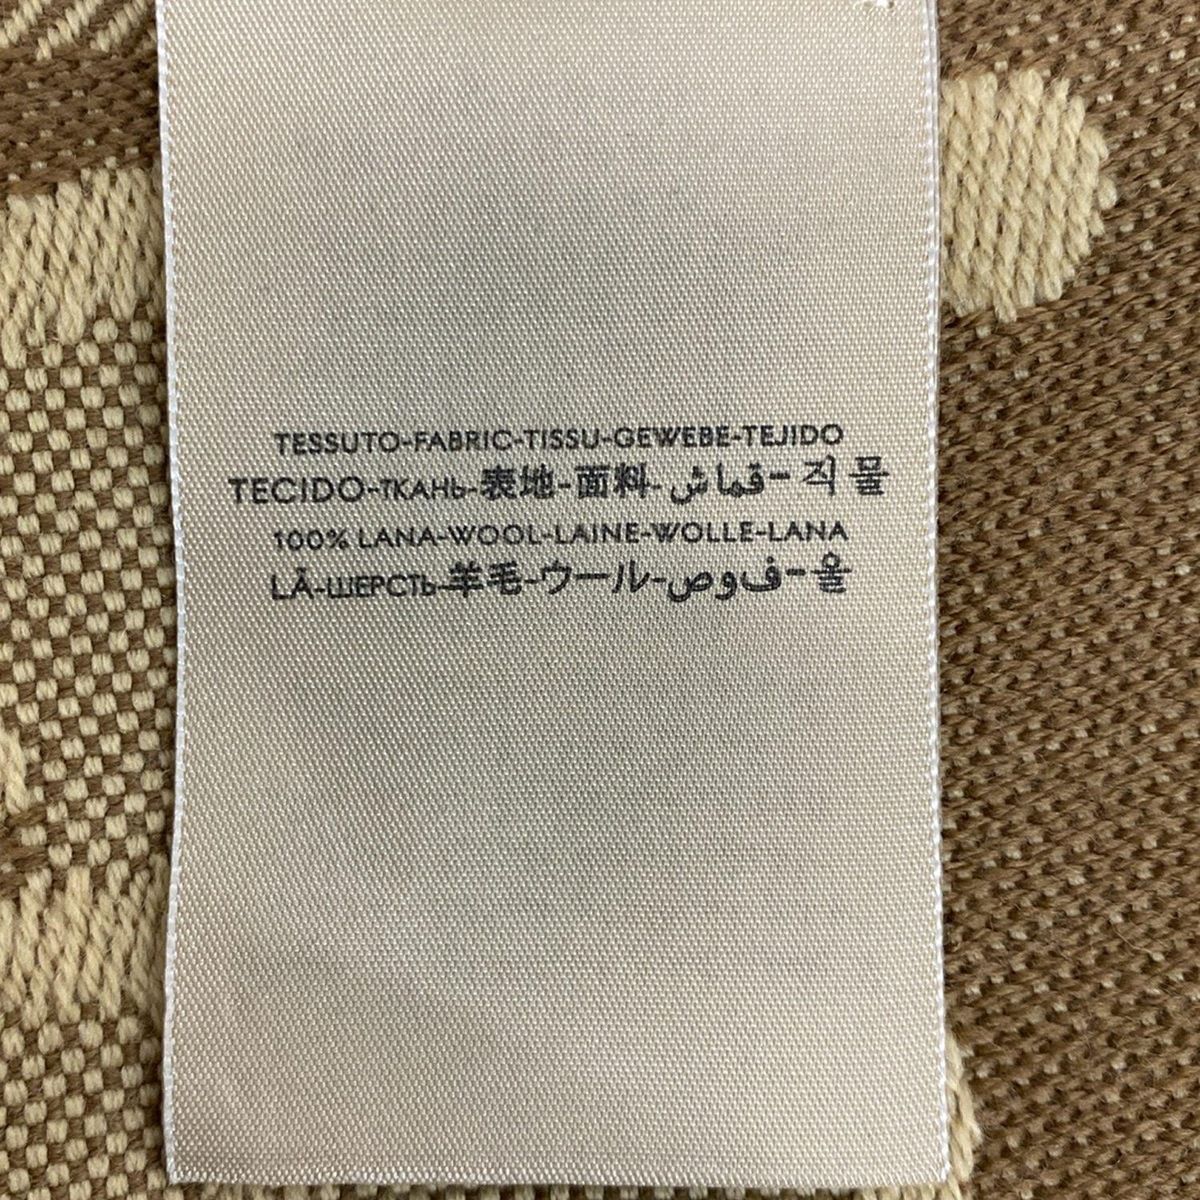 TESSUTO-FABRIC-TISSU-GEWEBE-TEJIDO
TECIDO-ТКАНЬ-表地-面料-قماش-직물
100% LANA-WOOL-LAINE-WOLLE-LANA
LÃ-ШЕРСТЬ-羊毛-ウール-ﺹﻭﻑ-울